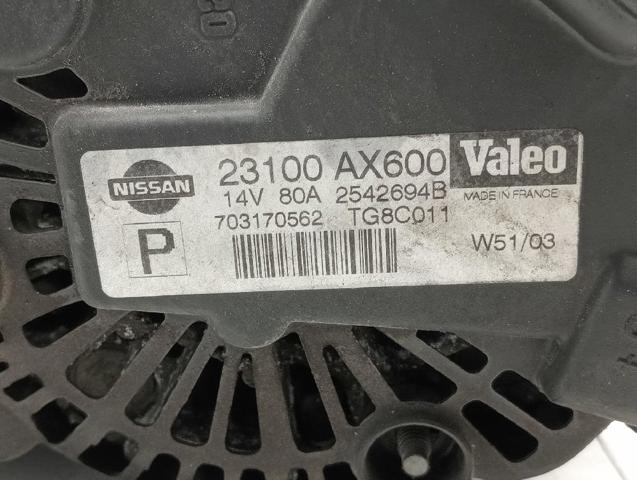 NISSAN
23100 AX600
Valeo
14V 80A 2542694B
MADE IN FRANCE
703170562 TG8C011
P
W51/03